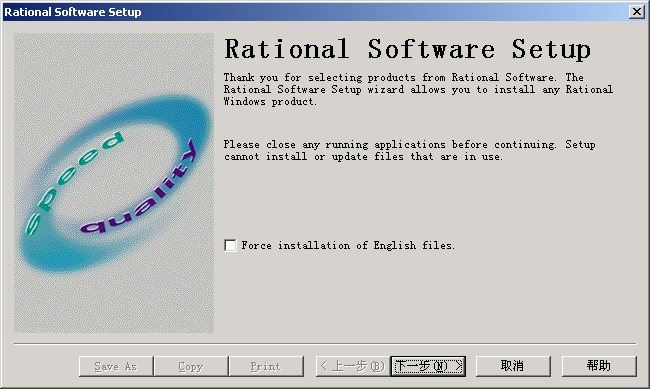 Rational Software Setup
Rational Software Setup
Thank you for selecting products from Rational Software. The
Rational Software Setup wizard allows you to install any Rational
Windows product.
Please close any running applications before continuing. Setup
cannot install or update files that are in use.
speed
quality
Force installation of English files.
Save As
Copy
Print
< 上一步(B)
下一步(N) >
取消
帮助